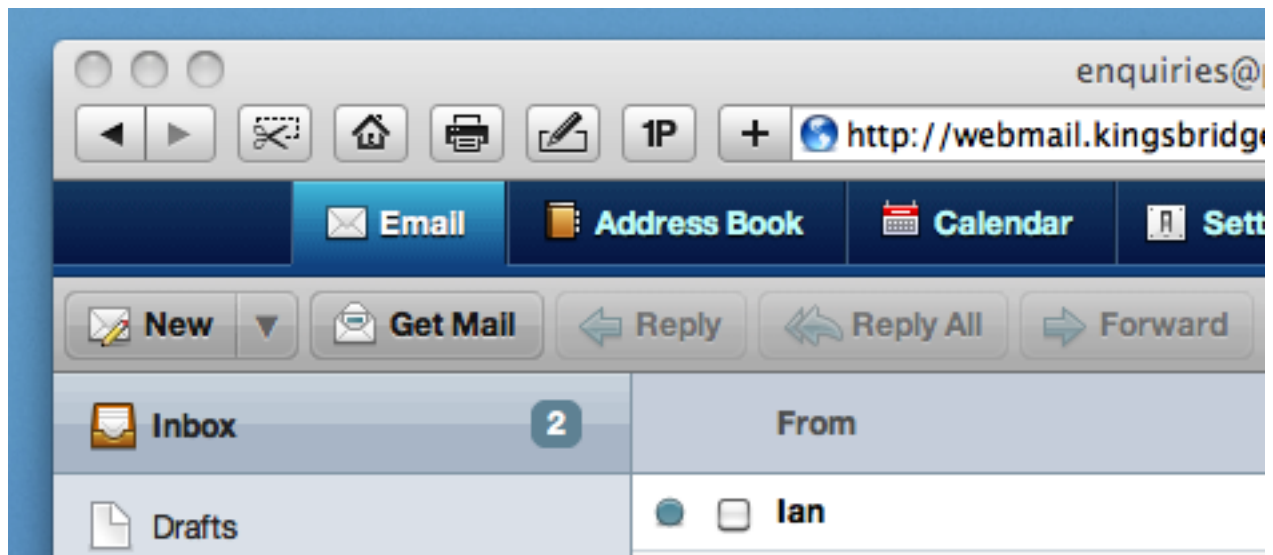 enquiries@
1P + http://webmail.kingsbridge
Email Address Book Calendar Sett
New Get Mail Reply Reply All Forward
Inbox 2 From
Drafts Ian